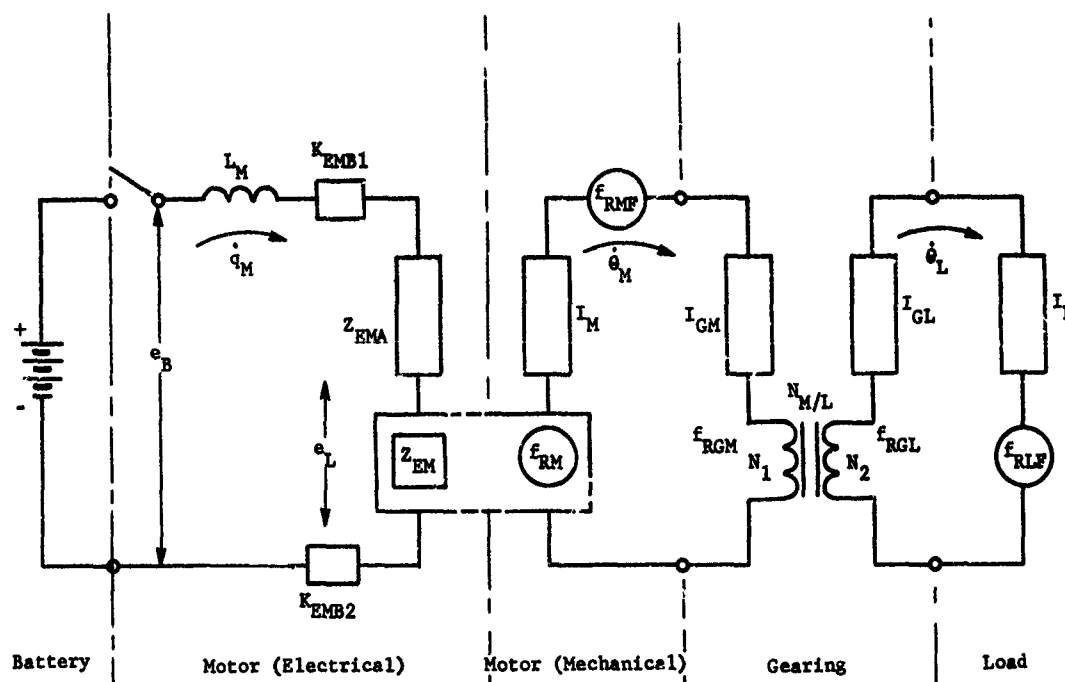 L_M
K_EMB1
q̇_M
Z_EMA
+
-
e_B
e_L
Z_EM
K_EMB2
f_RMF
θ̇_M
I_M
f_RM
I_GM
f_RGM
N_1
N_M/L
N_2
f_RGL
I_GL
θ̇_L
f_RLF
Battery
Motor (Electrical)
Motor (Mechanical)
Gearing
Load